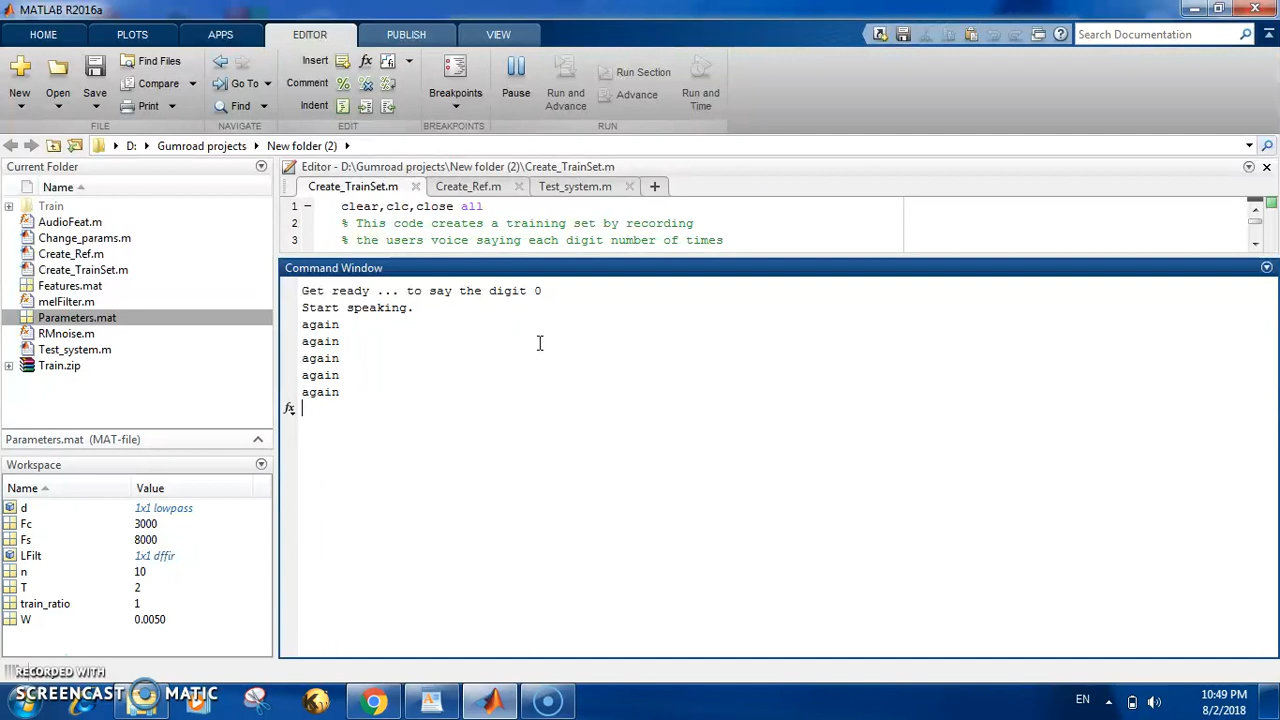 MATLAB R2016a
HOME PLOTS APPS EDITOR PUBLISH VIEW Search Documentation
Find Files Insert fx
New Open Save Compare Go To Comment Breakpoints Pause Run and Advance Run Section Advance Run and Time
Print Find Indent
FILE NAVIGATE EDIT BREAKPOINTS RUN
D: Gumroad projects New folder (2)
Current Folder
Name
Train
AudioFeat.m
Change_params.m
Create_Ref.m
Create_TrainSet.m
Features.mat
melFilter.m
Parameters.mat
RMnoise.m
Test_system.m
Train.zip
Parameters.mat (MAT-file)
Workspace
Name Value
d 1x1 lowpass
Fc 3000
Fs 8000
LFilt 1x1 dffir
n 10
T 2
train_ratio 1
W 0.0050
Editor - D:\Gumroad projects\New folder (2)\Create_TrainSet.m
Create_TrainSet.m Create_Ref.m Test_system.m
1 clear,clc,close all
2 % This code creates a training set by recording
3 % the users voice saying each digit number of times
Command Window
Get ready ... to say the digit 0
Start speaking.
again
again
again
again
again
fx
RECORDED WITH
SCREENCAST MATIC
EN
10:49 PM
8/2/2018